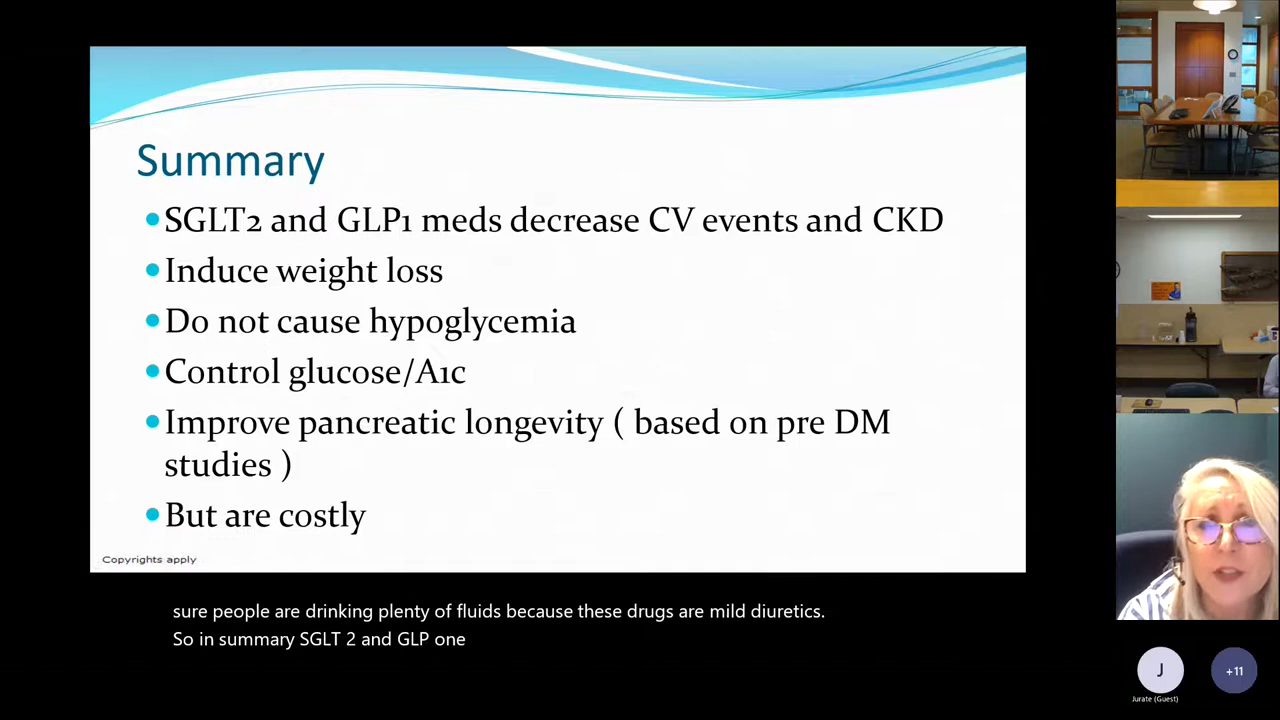 Summary
•SGLT2 and GLP1 meds decrease CV events and CKD
•Induce weight loss
•Do not cause hypoglycemia
•Control glucose/A1c
•Improve pancreatic longevity ( based on pre DM
studies )
•But are costly
Copyrights apply
sure people are drinking plenty of fluids because these drugs are mild diuretics.
So in summary SGLT 2 and GLP one
J
Jurate (Guest)
+11